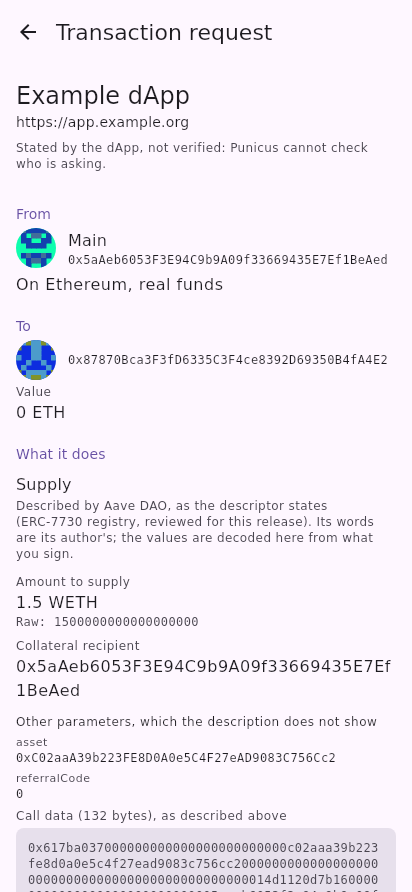 Transaction request
Example dApp
https://app.example.org
Stated by the dApp, not verified: Punicus cannot check
who is asking.
From
Main
0x5aAeb6053F3E94C9b9A09f33669435E7Ef1BeAed
On Ethereum, real funds
To
0x87870Bca3F3fD6335C3F4ce8392D69350B4fA4E2
Value
0 ETH
What it does
Supply
Described by Aave DAO, as the descriptor states
(ERC-7730 registry, reviewed for this release). Its words
are its author's; the values are decoded here from what
you sign.
Amount to supply
1.5 WETH
Raw: 1500000000000000000
Collateral recipient
0x5aAeb6053F3E94C9b9A09f33669435E7Ef
1BeAed
Other parameters, which the description does not show
asset
0xC02aaA39b223FE8D0A0e5C4F27eAD9083C756Cc2
referralCode
0
Call data (132 bytes), as described above
0x617ba037000000000000000000000000c02aaa39b223
fe8d0a0e5c4f27ead9083c756cc2000000000000000000
00000000000000000000000000000014d1120d7b160000